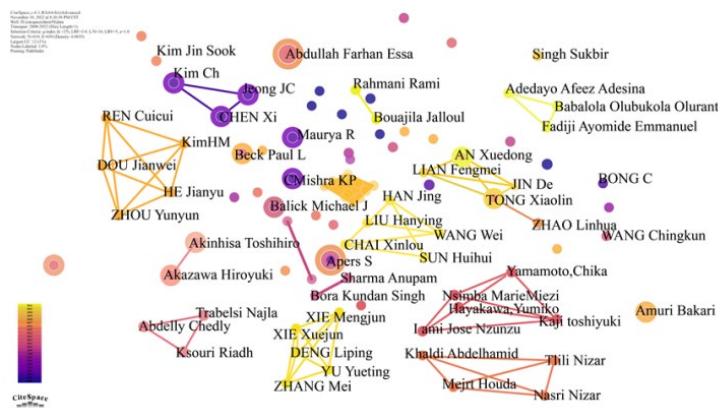 Kim Jin Sook
Abdullah Farhan Essa
Singh Sukbir
Kim Ch
Jeong JC
Rahmani Rami
Adedayo Afeez Adesina
CHEN Xi
Bouajila Jalloul
Babalola Olubukola Olurant
REN Cuicui
Fadiji Ayomide Emmanuel
Maurya R
KimHM
Beck Paul L
AN Xuedong
DOU Jianwei
LIAN Fengmei
CMishra KP
BONG C
HE Jianyu
HAN Jing
JIN De
TONG Xiaolin
Balick Michael J
ZHOU Yunyun
LIU Hanying
ZHAO Linhua
WANG Wei
WANG Chingkun
Akinhisa Toshihiro
CHAI Xinlou
SUN Huihui
Apers S
Akazawa Hiroyuki
Sharma Anupam
Yamamoto,Chika
Bora Kundan Singh
Nsimba MarieMiezi
Trabelsi Najla
XIE Mengjun
Hayakawa,Yumiko
Amuri Bakari
Abdelly Chedly
Kaji toshiyuki
XIE Xuejun
Lami Jose Nzunzu
Ksouri Riadh
DENG Liping
Khaldi Abdelhamid
Tlili Nizar
YU Yueting
ZHANG Mei
Mejri Houda
Nasri Nizar
CiteSpace